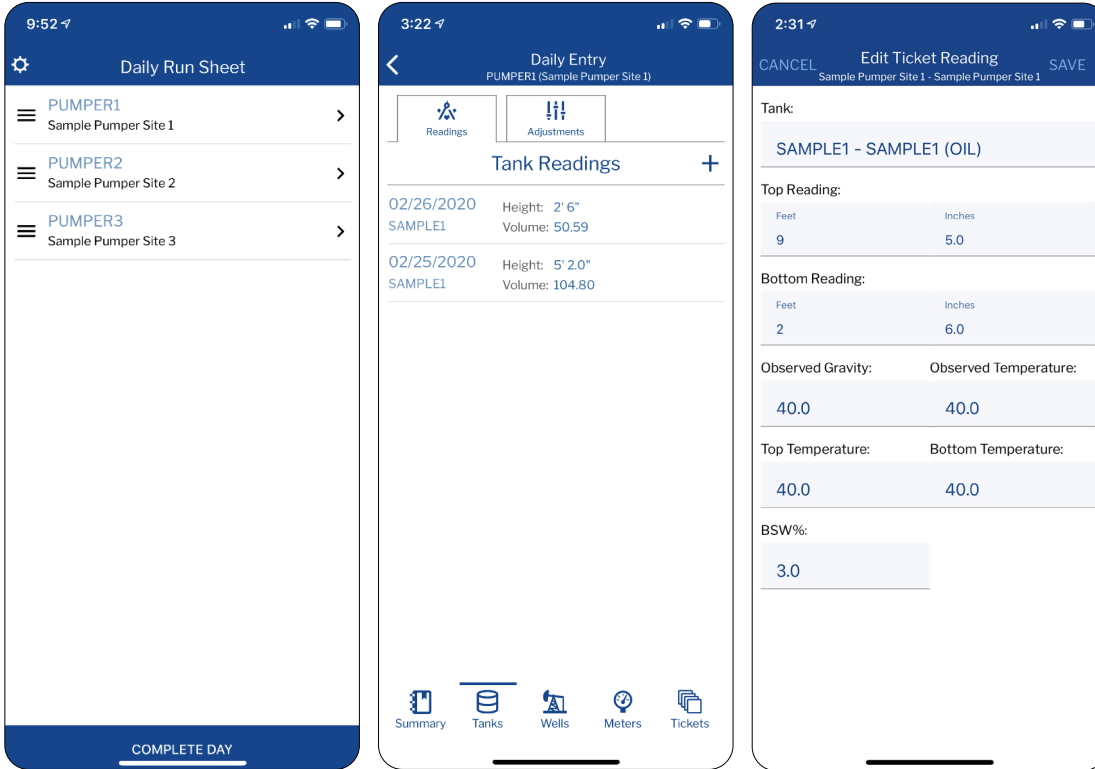 9:52
Daily Run Sheet
PUMPER1
Sample Pumper Site 1
PUMPER2
Sample Pumper Site 2
PUMPER3
Sample Pumper Site 3
COMPLETE DAY
3:22
Daily Entry
PUMPER1 (Sample Pumper Site 1)
Readings
Adjustments
Tank Readings
02/26/2020 Height: 2' 6"
SAMPLE1 Volume: 50.59
02/25/2020 Height: 5' 2.0"
SAMPLE1 Volume: 104.80
Summary Tanks Wells Meters Tickets
2:31
CANCEL Edit Ticket Reading SAVE
Sample Pumper Site 1 - Sample Pumper Site 1
Tank:
SAMPLE1 - SAMPLE1 (OIL)
Top Reading:
Feet Inches
9 5.0
Bottom Reading:
Feet Inches
2 6.0
Observed Gravity: Observed Temperature:
40.0 40.0
Top Temperature: Bottom Temperature:
40.0 40.0
BSW%:
3.0